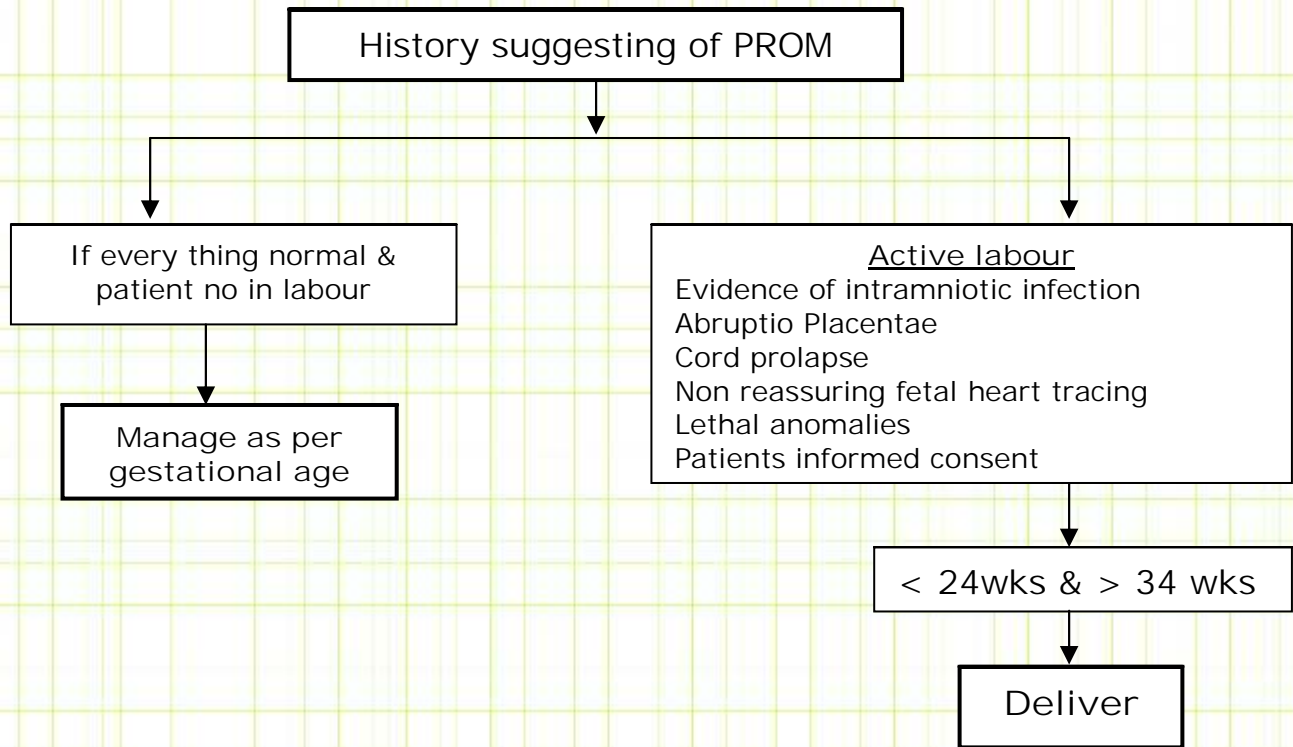 History suggesting of PROM
If every thing normal &
patient no in labour
Manage as per
gestational age
Active labour
Evidence of intramniotic infection
Abruptio Placentae
Cord prolapse
Non reassuring fetal heart tracing
Lethal anomalies
Patients informed consent
< 24wks & > 34 wks
Deliver